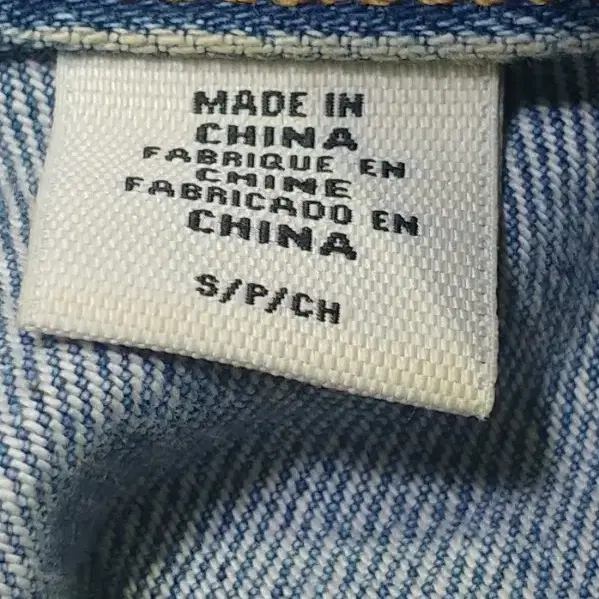 MADE IN
CHINA
FABRIQUE EN
CHINE
FABRICADO EN
CHINA
S/P/CH